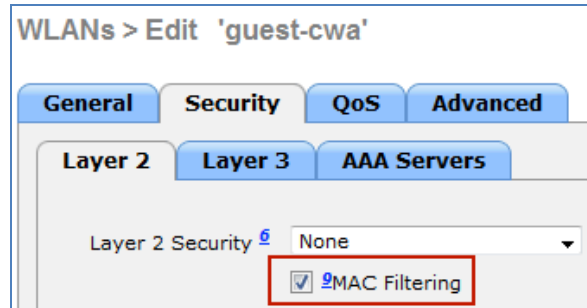 WLANs > Edit 'guest-cwa'
General Security QoS Advanced
Layer 2 Layer 3 AAA Servers
Layer 2 Security 6 None
9MAC Filtering